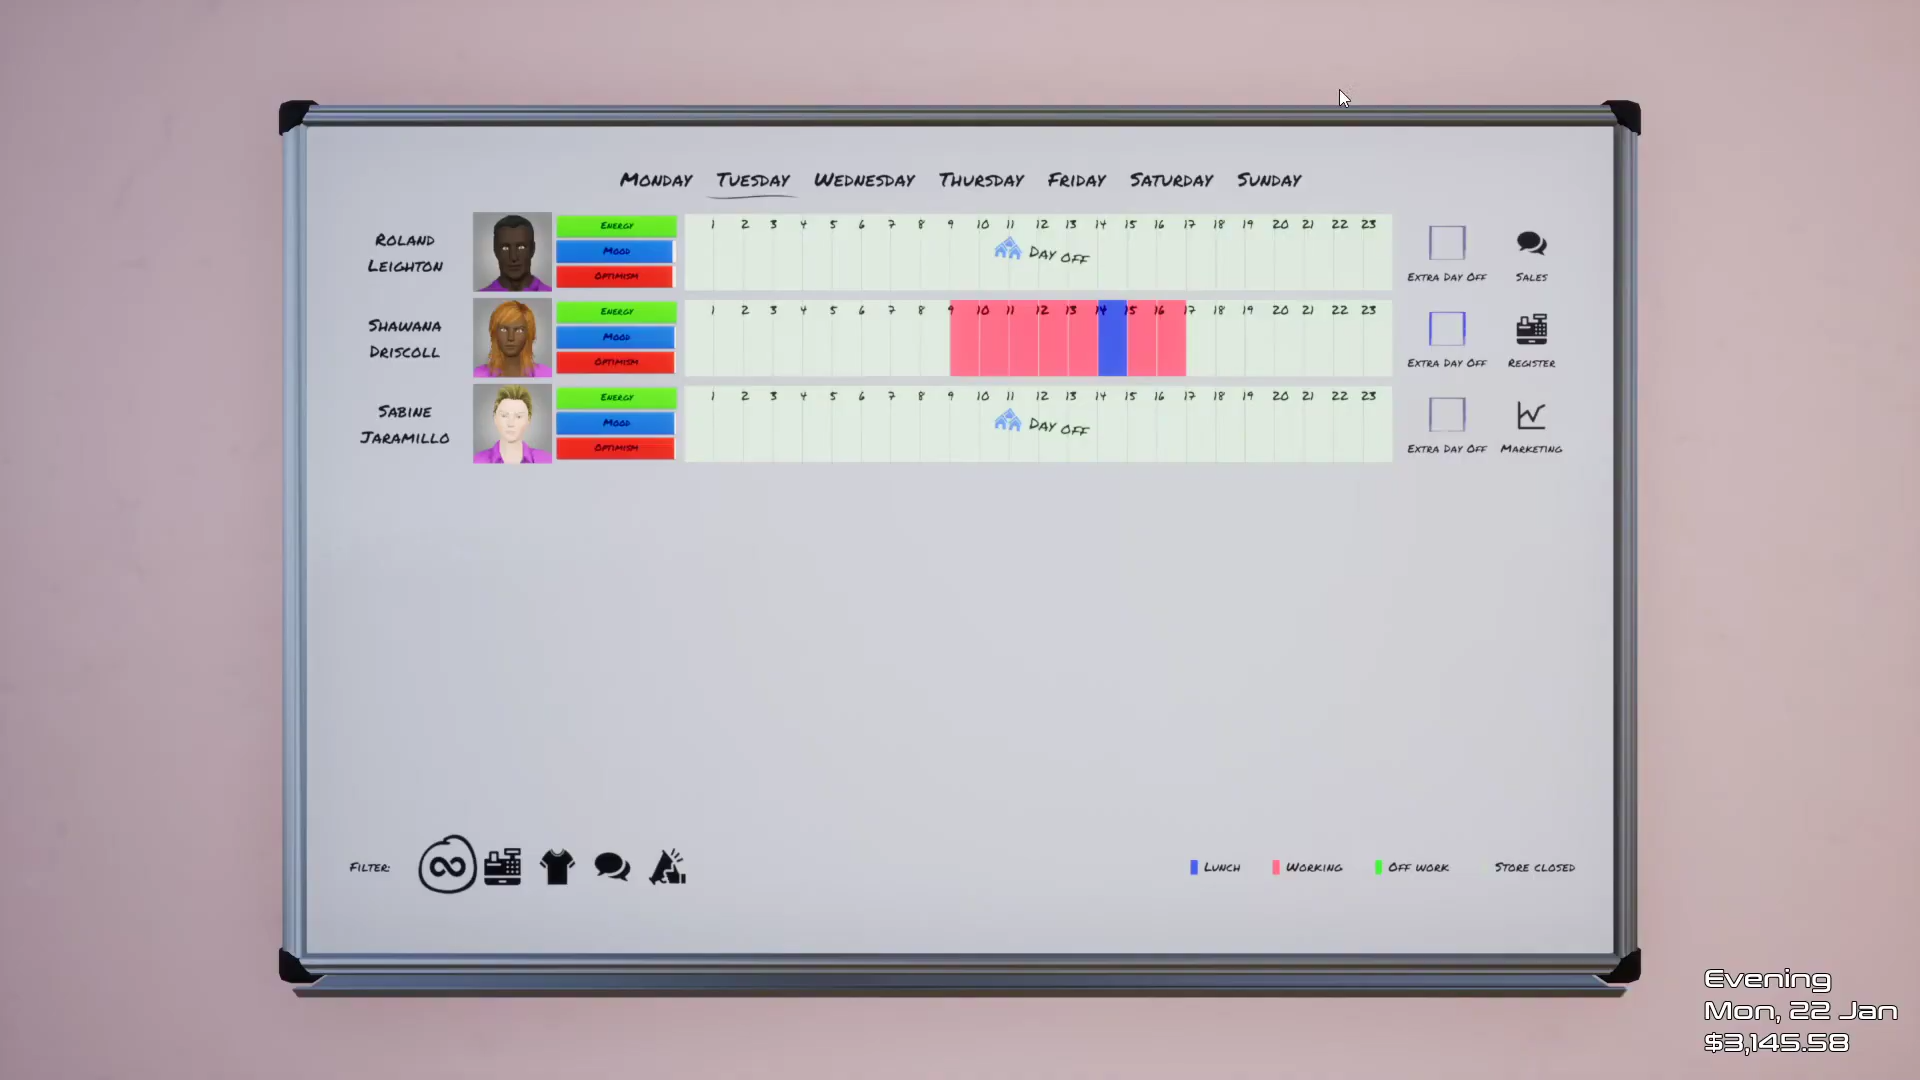 MONDAY TUESDAY WEDNESDAY THURSDAY FRIDAY SATURDAY SUNDAY
ROLAND LEIGHTON
ENERGY
MOOD
OPTIMISM
1 2 3 4 5 6 7 8 9 10 11 12 13 14 15 16 17 18 19 20 21 22 23
DAY OFF
EXTRA DAY OFF
SALES
SHAWANA DRISCOLL
ENERGY
MOOD
OPTIMISM
1 2 3 4 5 6 7 8 9 10 11 12 13 14 15 16 17 18 19 20 21 22 23
EXTRA DAY OFF
REGISTER
SABINE JARAMILLO
ENERGY
MOOD
OPTIMISM
1 2 3 4 5 6 7 8 9 10 11 12 13 14 15 16 17 18 19 20 21 22 23
DAY OFF
EXTRA DAY OFF
MARKETING
FILTER:
LUNCH WORKING OFF WORK STORE CLOSED
Evening
Mon, 22 Jan
$3,145.58